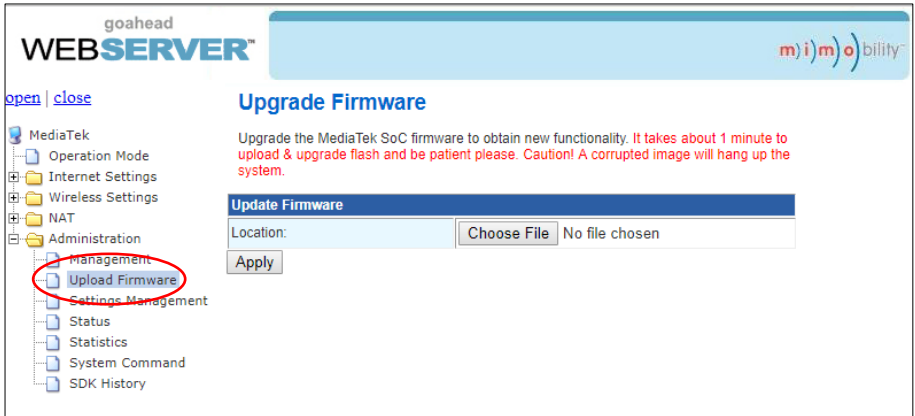 goahead
WEBSERVER™
m)i)m)o)bility™
open | close
MediaTek
Operation Mode
Internet Settings
Wireless Settings
NAT
Administration
Management
Upload Firmware
Settings Management
Status
Statistics
System Command
SDK History
Upgrade Firmware
Upgrade the MediaTek SoC firmware to obtain new functionality. It takes about 1 minute to
upload & upgrade flash and be patient please. Caution! A corrupted image will hang up the
system.
Update Firmware
Location: Choose File No file chosen
Apply